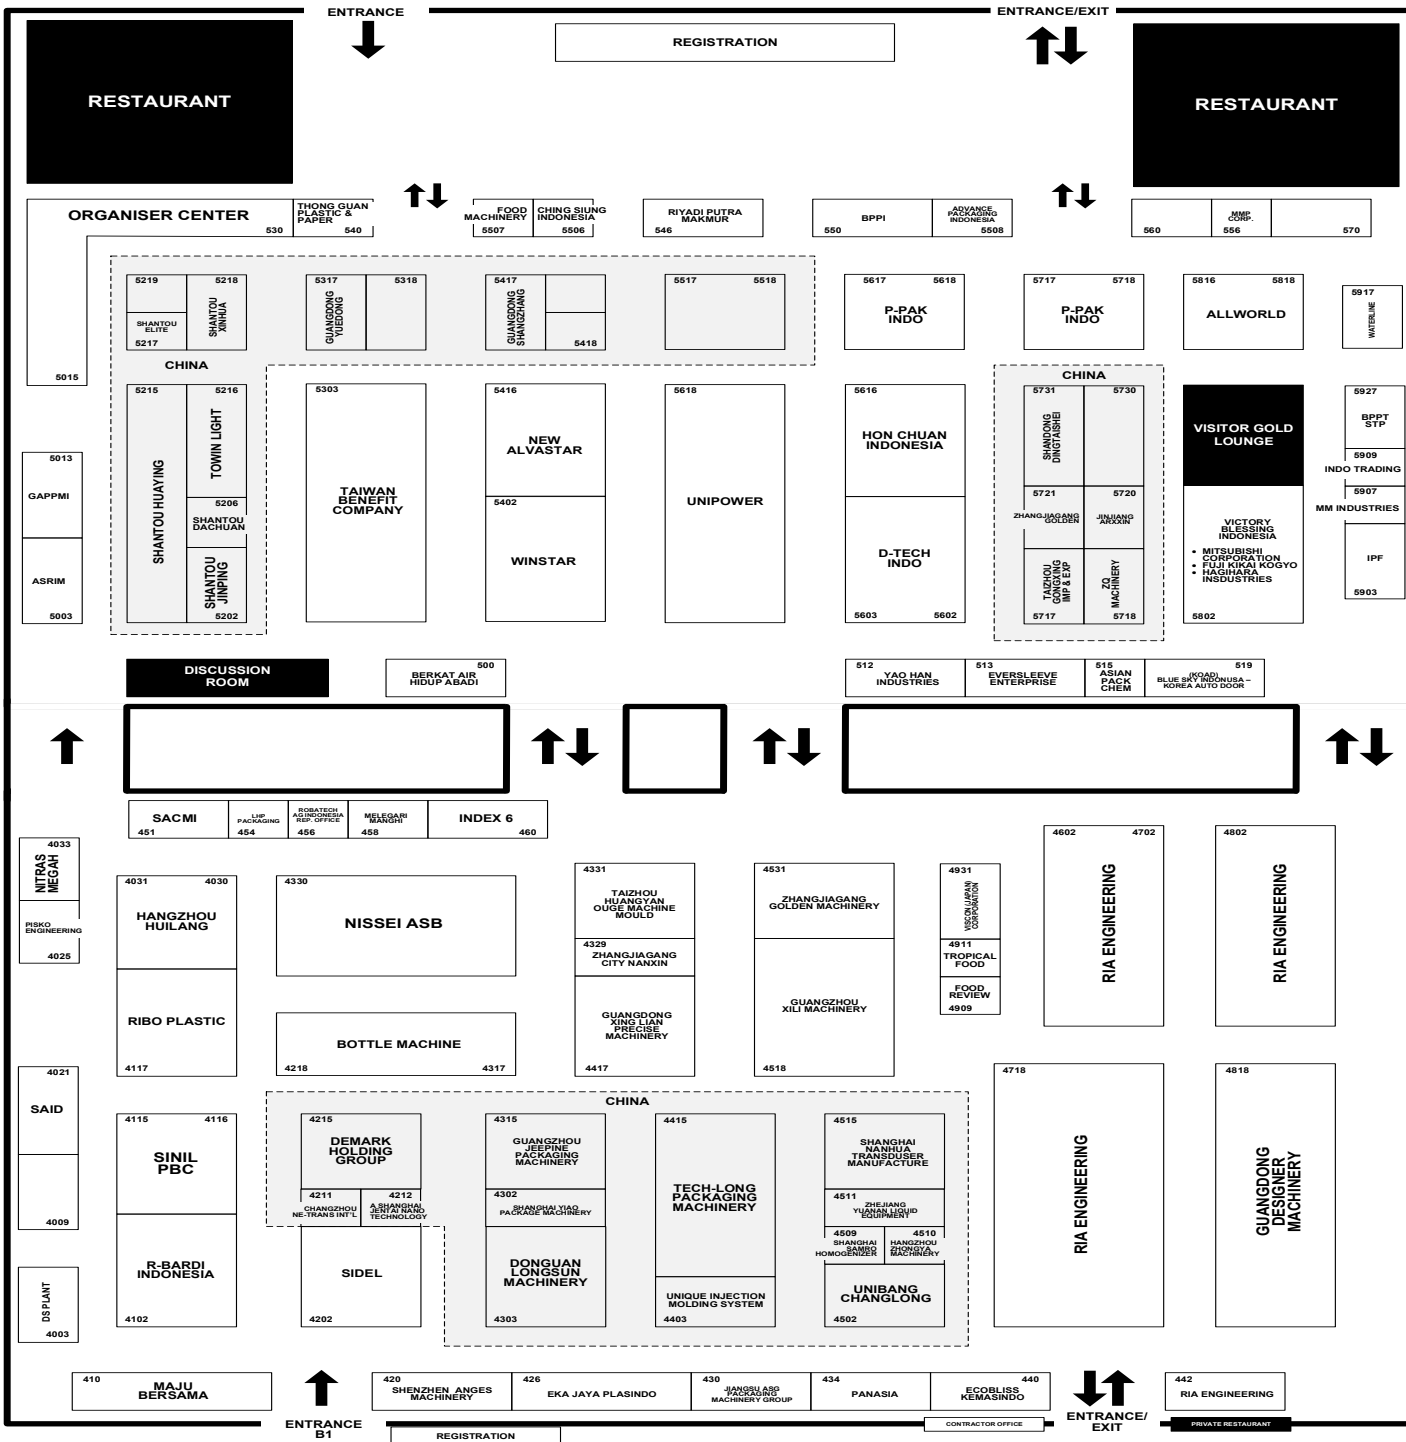 ENTRANCE
ENTRANCE/EXIT
REGISTRATION
RESTAURANT
RESTAURANT
ORGANISER CENTER
530
THONG GUAN
PLASTIC &
PAPER
540
FOOD
MACHINERY
5507
CHING SIUNG
INDONESIA
5506
RIYADI PUTRA
MAKMUR
546
BPPI
550
ADVANCE
PACKAGING
INDONESIA
5508
560
MMP
CORP.
556
570
5015
5219
5218
SHANTOU
ELITE
5217
SHANTOU
XINHUA
5317
5318
GUANGDONG
YUEDONG
5417
GUANGDONG
SHANGZHANG
5418
5517
5518
5617
5618
P-PAK
INDO
5717
5718
P-PAK
INDO
5816
5818
ALLWORLD
5917
WATERLINE
CHINA
5215
5216
SHANTOU HUAYING
TOWIN LIGHT
5206
SHANTOU
DACHUAN
SHANTOU
JINPING
5202
5303
TAIWAN
BENEFIT
COMPANY
5416
NEW
ALVASTAR
5402
WINSTAR
5618
UNIPOWER
5616
HON CHUAN
INDONESIA
D-TECH
INDO
5603
5602
CHINA
5731
5730
SHANDONG
DINGTAISHEI
5721
5720
ZHANGJIAGANG
GOLDEN
JINJIANG
ARXXIN
TAIZHOU
GONGXING
IMP & EXP
5717
ZQ
MACHINERY
5718
VISITOR GOLD
LOUNGE
VICTORY
BLESSING
INDONESIA
• MITSUBISHI
CORPORATION
• FUJI KIKAI KOGYO
• HAGIHARA
INSDUSTRIES
5802
5927
BPPT
STP
5909
INDO TRADING
5907
MM INDUSTRIES
IPF
5903
5013
GAPPMI
ASRIM
5003
DISCUSSION
ROOM
500
BERKAT AIR
HIDUP ABADI
512
YAO HAN
INDUSTRIES
513
EVERSLEEVE
ENTERPRISE
515
ASIAN
PACK
CHEM
519
(KOAD)
BLUE SKY INDONUSA –
KOREA AUTO DOOR
SACMI
451
LHP
PACKAGING
454
ROBATECH
AG INDONESIA
REP. OFFICE
456
MELEGARI
MANGHI
458
INDEX 6
460
4033
NITRAS
MEGAH
PISKO
ENGINEERING
4025
4031
4030
HANGZHOU
HUILANG
RIBO PLASTIC
4117
4330
NISSEI ASB
BOTTLE MACHINE
4218
4317
4331
TAIZHOU
HUANGYAN
OUGE MACHINE
MOULD
4329
ZHANGJIAGANG
CITY NANXIN
GUANGDONG
XING LIAN
PRECISE
MACHINERY
4417
4531
ZHANGJIAGANG
GOLDEN MACHINERY
GUANGZHOU
XILI MACHINERY
4518
4931
VISCON (JAPAN)
CORPORATION
4911
TROPICAL
FOOD
FOOD
REVIEW
4909
4602
4702
RIA ENGINEERING
4802
RIA ENGINEERING
4021
SAID
4009
DS PLANT
4003
4115
4116
SINIL
PBC
R-BARDI
INDONESIA
4102
CHINA
4215
DEMARK
HOLDING
GROUP
4211
CHANGZHOU
NE-TRANS INT'L
4212
A SHANGHAI
JENTAI NANO
TECHNOLOGY
SIDEL
4202
4315
GUANGZHOU
JEEPINE
PACKAGING
MACHINERY
4302
SHANGHAI YIAO
PACKAGE MACHINERY
DONGUAN
LONGSUN
MACHINERY
4303
4415
TECH-LONG
PACKAGING
MACHINERY
UNIQUE INJECTION
MOLDING SYSTEM
4403
4515
SHANGHAI
NANHUA
TRANSDUSER
MANUFACTURE
4511
ZHEJIANG
YUANAN LIQUID
EQUIPMENT
4509
SHANGHAI
SAMRO
HOMOGENIZER
4510
HANGZHOU
ZHONGYA
MACHINERY
UNIBANG
CHANGLONG
4502
4718
RIA ENGINEERING
4818
GUANGDONG
DESIGNER
MACHINERY
410
MAJU
BERSAMA
420
SHENZHEN ANGES
MACHINERY
426
EKA JAYA PLASINDO
430
JIANGSU ASG
PACKAGING
MACHINERY GROUP
434
PANASIA
440
ECOBLISS
KEMASINDO
442
RIA ENGINEERING
ENTRANCE
B1
REGISTRATION
CONTRACTOR OFFICE
ENTRANCE/
EXIT
PRIVATE RESTAURANT